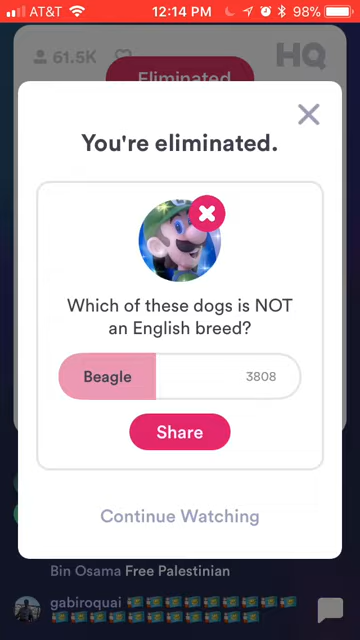 AT&T 12:14 PM 98%
61.5K HQ
Eliminated
You're eliminated.
Which of these dogs is NOT
an English breed?
Beagle 3808
Share
Continue Watching
Bin Osama Free Palestinian
gabiroquai